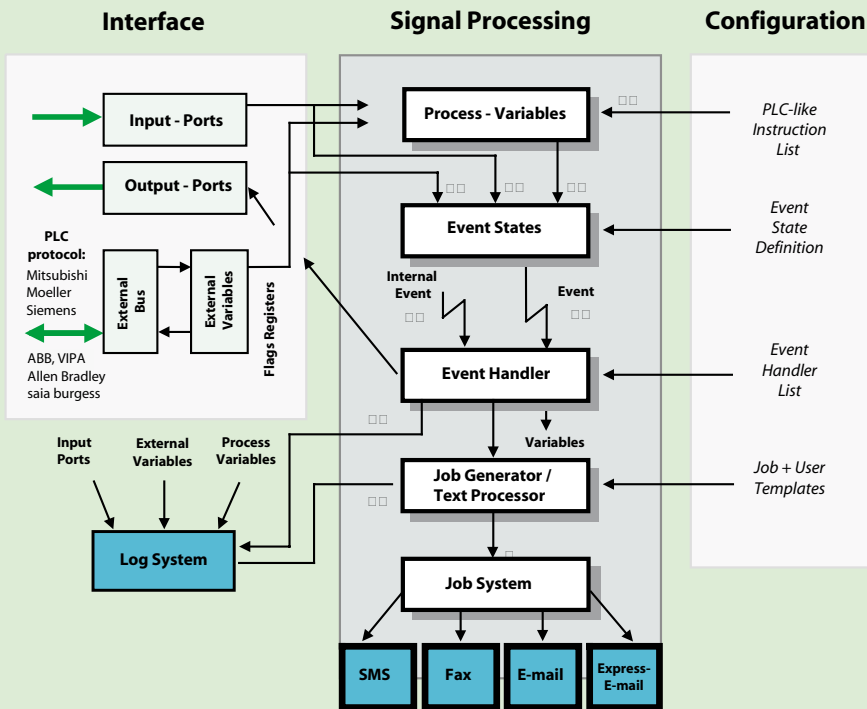 Interface
Signal Processing
Configuration
Input - Ports
Process - Variables
PLC-like
Instruction
List
Output - Ports
Event States
Event
State
Definition
PLC
protocol:
Mitsubishi
Moeller
Siemens
External
Bus
External
Variables
Flags Registers
ABB, VIPA
Allen Bradley
saia burgess
Internal
Event
Event
Event Handler
Event
Handler
List
Variables
Input
Ports
External
Variables
Process
Variables
Job Generator /
Text Processor
Job + User
Templates
Log System
Job System
SMS
Fax
E-mail
Express-
E-mail